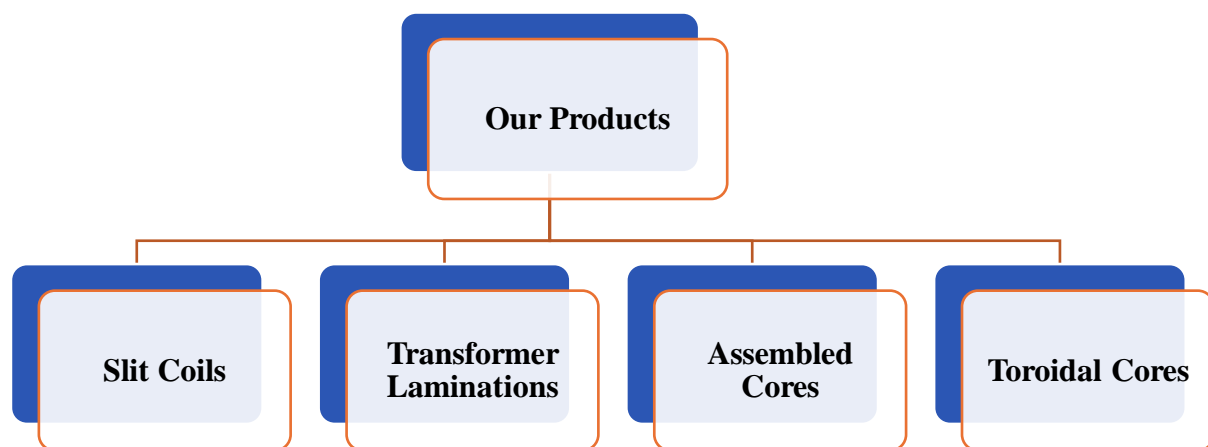 Our Products
Slit Coils
Transformer
Laminations
Assembled
Cores
Toroidal Cores